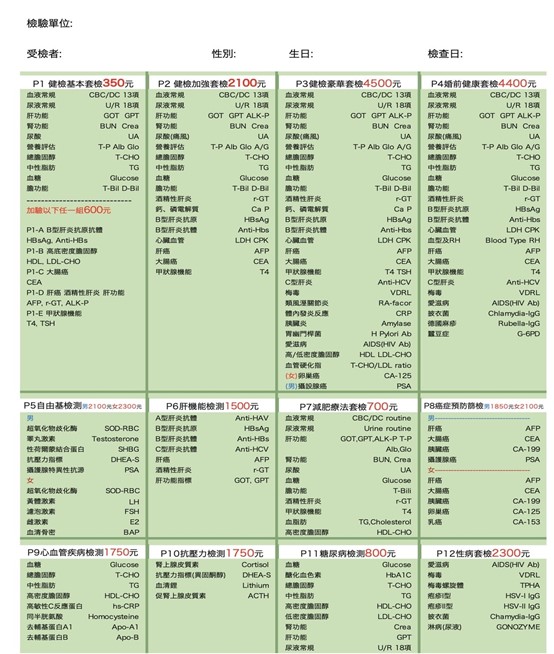 檢驗單位:
受檢者: 性別: 生日: 檢查日:
P1 健檢基本套檢350元
血液常規 CBC/DC 13項
尿液常規 U/R 18項
肝功能 GOT GPT
腎功能 BUN Crea
尿酸 UA
營養評估 T-P Alb Glo
總膽固醇 T-CHO
中性脂肪 TG
血糖 Glucose
膽功能 T-Bil D-Bil
----------------------------
加驗以下任一組600元
P1-A B型肝炎抗原抗體
HBsAg, Anti-HBs
P1-B 高底密度膽固醇
HDL, LDL-CHO
P1-C 大腸癌
CEA
P1-D 肝癌 酒精性肝炎 肝功能
AFP, r-GT, ALK-P
P1-E 甲狀腺機能
T4, TSH
P2 健檢加強套檢2100元
血液常規 CBC/DC 13項
尿液常規 U/R 18項
肝功能 GOT GPT ALK-P
腎功能 BUN Crea
尿酸(痛風) UA
營養評估 T-P Alb Glo A/G
總膽固醇 T-CHO
中性脂肪 TG
血糖 Glucose
膽功能 T-Bil D-Bil
酒精性肝炎 r-GT
鈣、磷電解質 Ca P
B型肝炎抗原 HBsAg
B型肝炎抗體 Anti-Hbs
心臟血管 LDH CPK
肝癌 AFP
大腸癌 CEA
甲狀腺機能 T4
P3健檢豪華套檢4500元
血液常規 CBC/DC 13項
尿液常規 U/R 18項
肝功能 GOT GPT ALK-P
腎功能 BUN Crea
尿酸(痛風) UA
營養評估 T-P Alb Glo A/G
總膽固醇 T-CHO
中性脂肪 TG
血糖 Glucose
膽功能 T-Bil D-Bil
酒精性肝炎 r-GT
鈣、磷電解質 Ca P
B型肝炎抗原 HBsAg
B型肝炎抗體 Anti-Hbs
心臟血管 LDH CPK
肝癌 AFP
大腸癌 CEA
甲狀腺機能 T4 TSH
C型肝炎 Anti-HCV
梅毒 VDRL
類風溼關節炎 RA-facor
體內發炎反應 CRP
胰臟炎 Amylase
胃幽門桿菌 H Pylori Ab
愛滋病 AIDS(HIV Ab)
高/低密度膽固醇 HDL LDL-CHO
血管硬化指 T-CHO/LDL ratio
(女)卵巢癌 CA-125
(男)攝設腺癌 PSA
P4婚前健康套檢4400元
血液常規 CBC/DC 13項
尿液常規 U/R 18項
肝功能 GOT GPT ALK-P
腎功能 BUN Crea
尿酸(痛風) UA
營養評估 T-P Alb Glo A/G
總膽固醇 T-CHO
中性脂肪 TG
血糖 Glucose
膽功能 T-Bil D-Bil
酒精性肝炎 r-GT
B型肝炎抗原 HBsAg
B型肝炎抗體 Anti-Hbs
心臟血管 LDH CPK
血型及RH Blood Type RH
肝癌 AFP
大腸癌 CEA
甲狀腺機能 T4
C型肝炎 Anti-HCV
梅毒 VDRL
愛滋病 AIDS(HIV Ab)
披衣菌 Chlamydia-IgG
德國麻疹 Rubella-IgG
蠶豆症 G-6PD
P5自由基檢測男2100元女2300元
男
超氧化物歧化酶 SOD-RBC
睪丸激素 Testosterone
性荷爾蒙結合蛋白 SHBG
抗壓力指標 DHEA-S
攝護腺特異性抗源 PSA
女
超氧化物歧化酶 SOD-RBC
黃體激素 LH
濾泡激素 FSH
雌激素 E2
血清骨密 BAP
P6肝機能檢測1500元
A型肝炎抗體 Anti-HAV
B型肝炎抗原 HBsAg
B型肝炎抗體 Anti-HBs
C型肝炎抗體 Anti-HCV
肝癌 AFP
酒精性肝炎 r-GT
肝功能指標 GOT, GPT
P7減肥療法套檢700元
血液常規 CBC/DC routine
尿液常規 Urine routine
肝功能 GOT,GPT,ALK-P T-P
Alb,Glo
腎功能 BUN, Crea
尿酸 UA
血糖 Glucose
膽功能 T-Bili
酒精性肝炎 r-GT
甲狀腺機能 T4
血脂肪 TG,Cholesterol
高密度膽固醇 HDL-CHO
P8癌症預防篩檢男1850元女2100元
男----------------------------
肝癌 AFP
大腸癌 CEA
胰臟癌 CA-199
攝護腺癌 PSA
女----------------------------
肝癌 AFP
大腸癌 CEA
胰臟癌 CA-199
卵巢癌 CA-125
乳癌 CA-153
P9心血管疾病檢測1750元
血糖 Glucose
總膽固醇 T-CHO
中性脂肪 TG
高密度膽固醇 HDL-CHO
高敏性C反應蛋白 hs-CRP
同半胱氨酸 Homocysteine
去輔基蛋白A1 Apo-A1
去輔基蛋白B Apo-B
P10抗壓力檢測1750元
腎上腺皮質素 Cortisol
抗壓力指標(異固酮醇) DHEA-S
血清鋰 Lithium
促腎上腺皮質素 ACTH
P11糖尿病檢測800元
血糖 Glucose
醣化血色素 HbA1C
總膽固醇 T-CHO
中性脂肪 TG
高密度膽固醇 HDL-CHO
低密度膽固醇 LDL-CHO
腎功能 Crea
肝功能 GPT
尿液常規 U/R 18項
P12性病套檢2300元
愛滋病 AIDS(HIV Ab)
梅毒 VDRL
梅毒螺旋體 TPHA
疱疹I型 HSV-I IgG
疱疹II型 HSV-II IgG
披衣菌 Chamydia-IgG
淋病(尿液) GONOZYME